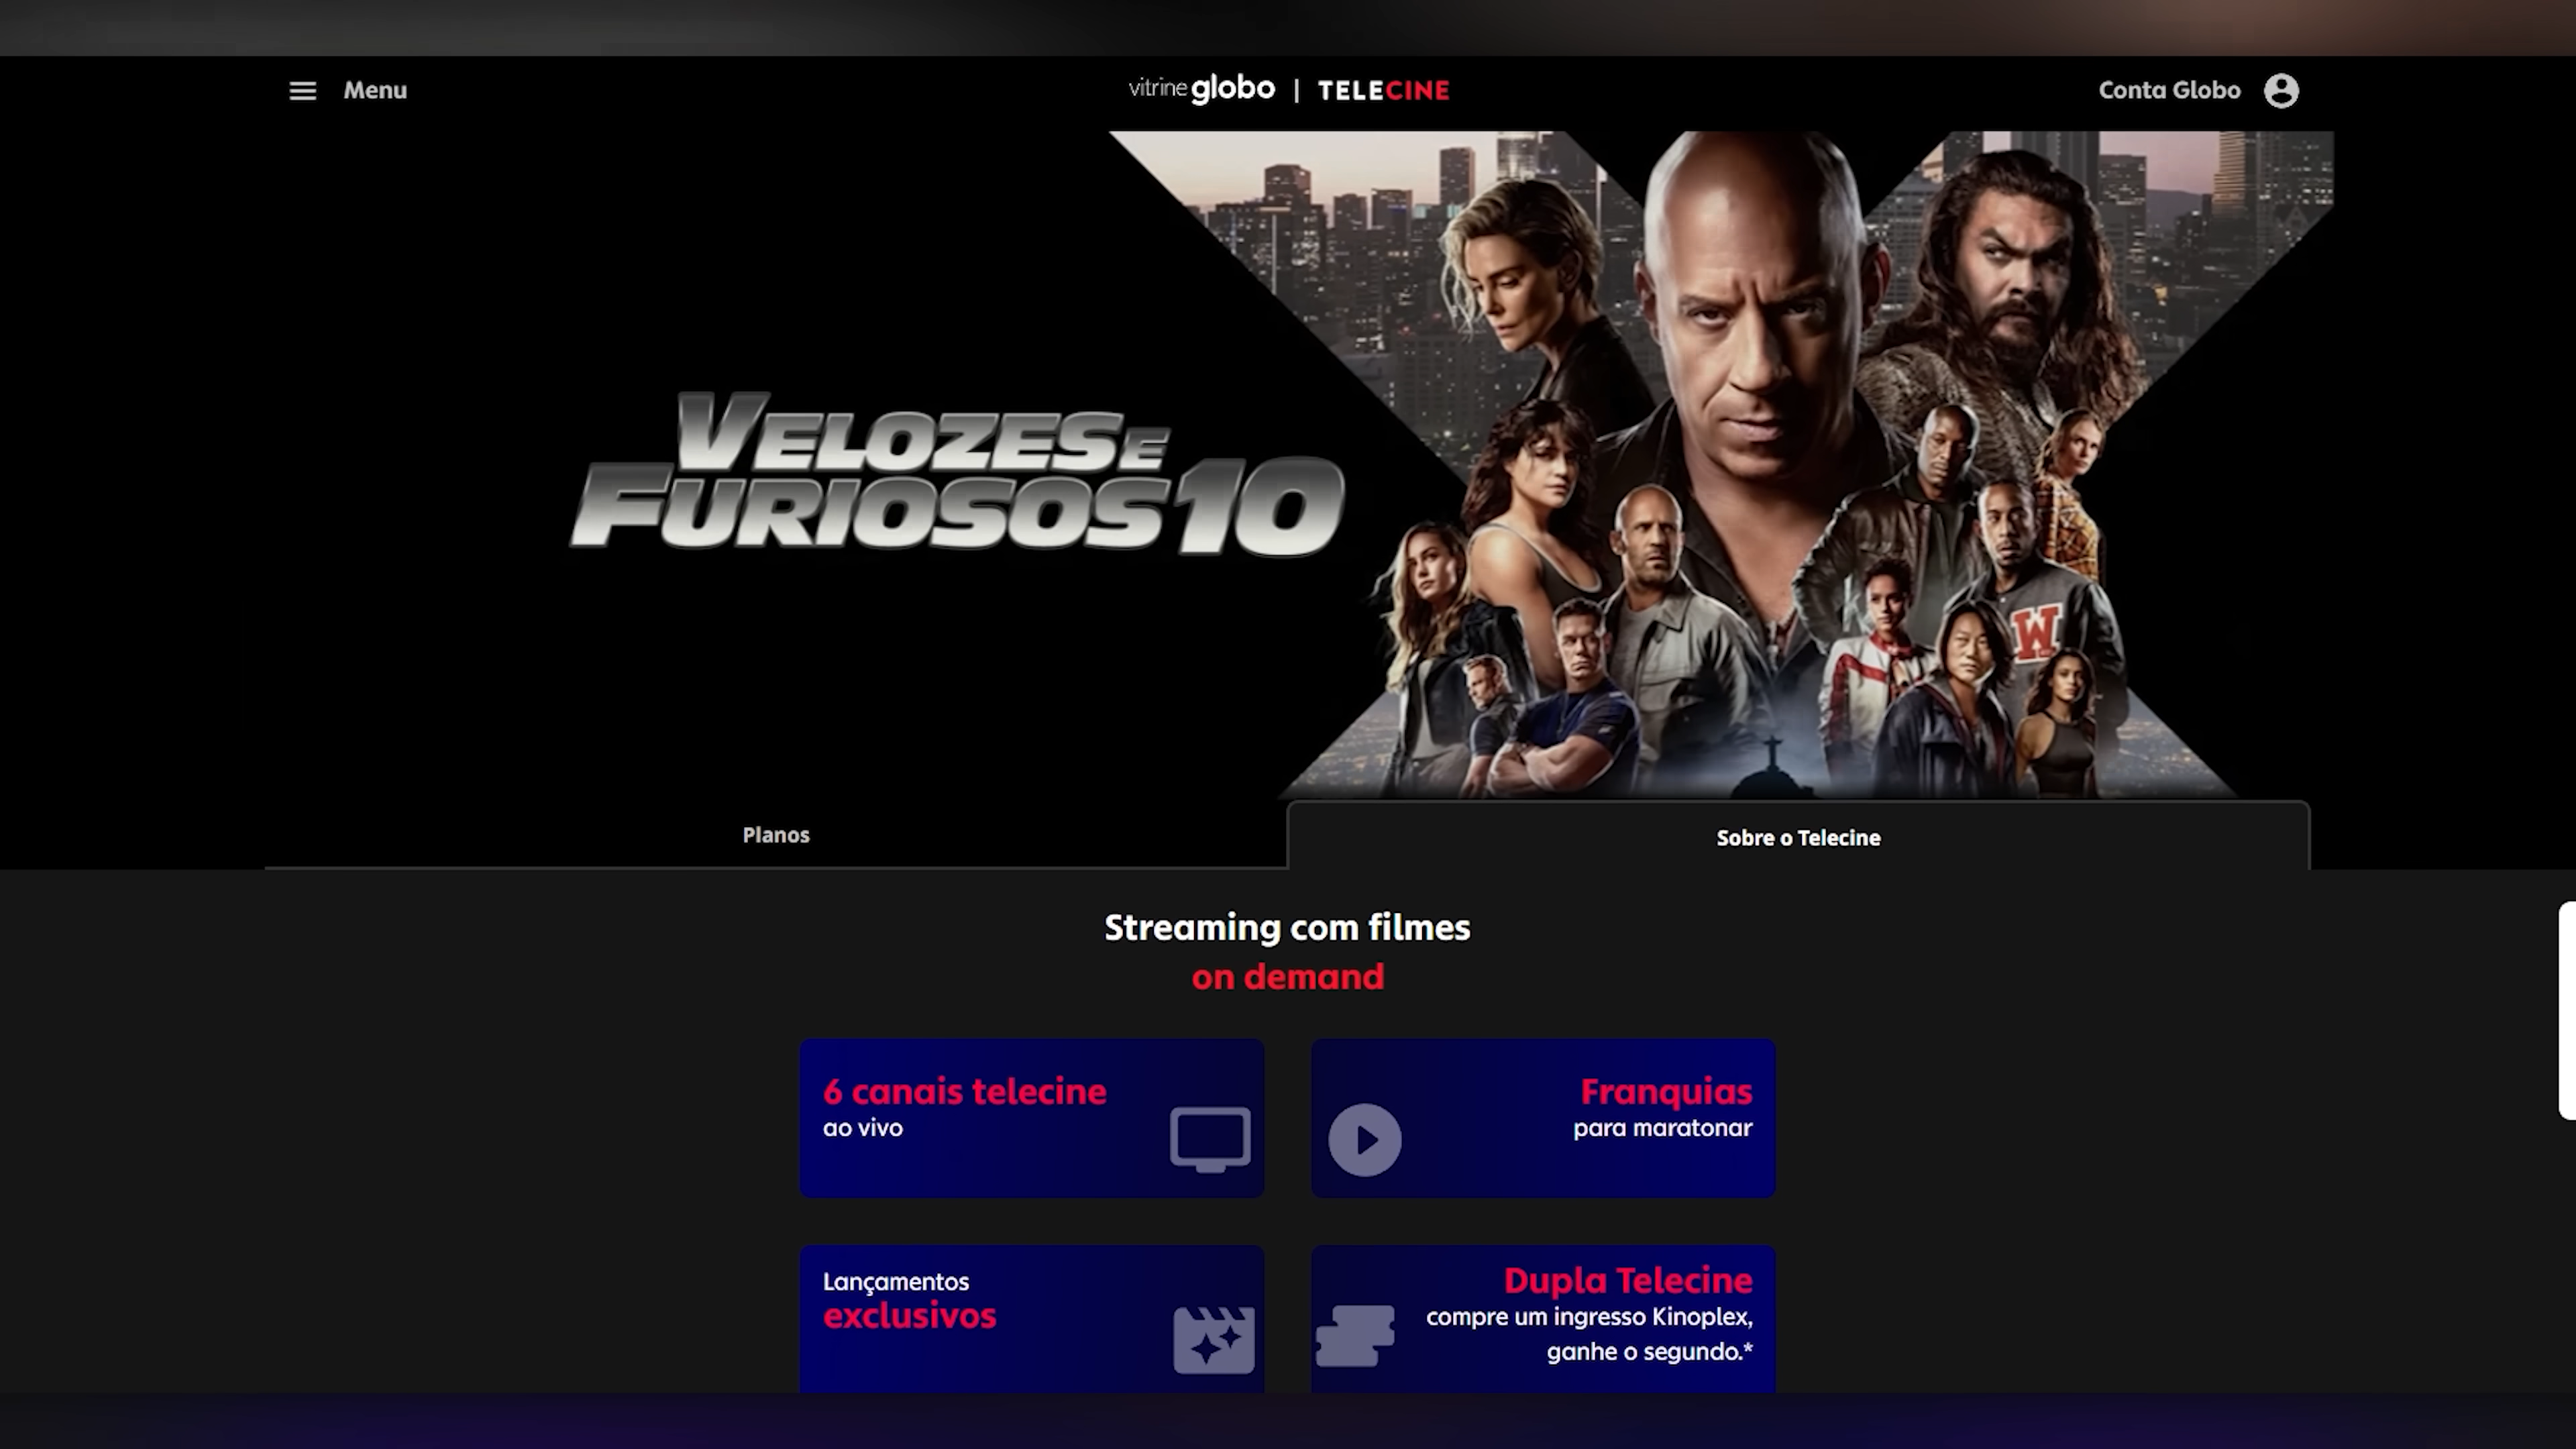 Menu
vitrine globo | TELECINE
Conta Globo
VELOZES E
FURIOSOS 10
W
Planos
Sobre o Telecine
Streaming com filmes
on demand
6 canais telecine
ao vivo
Franquias
para maratonar
Lançamentos
exclusivos
Dupla Telecine
compre um ingresso Kinoplex,
ganhe o segundo.*